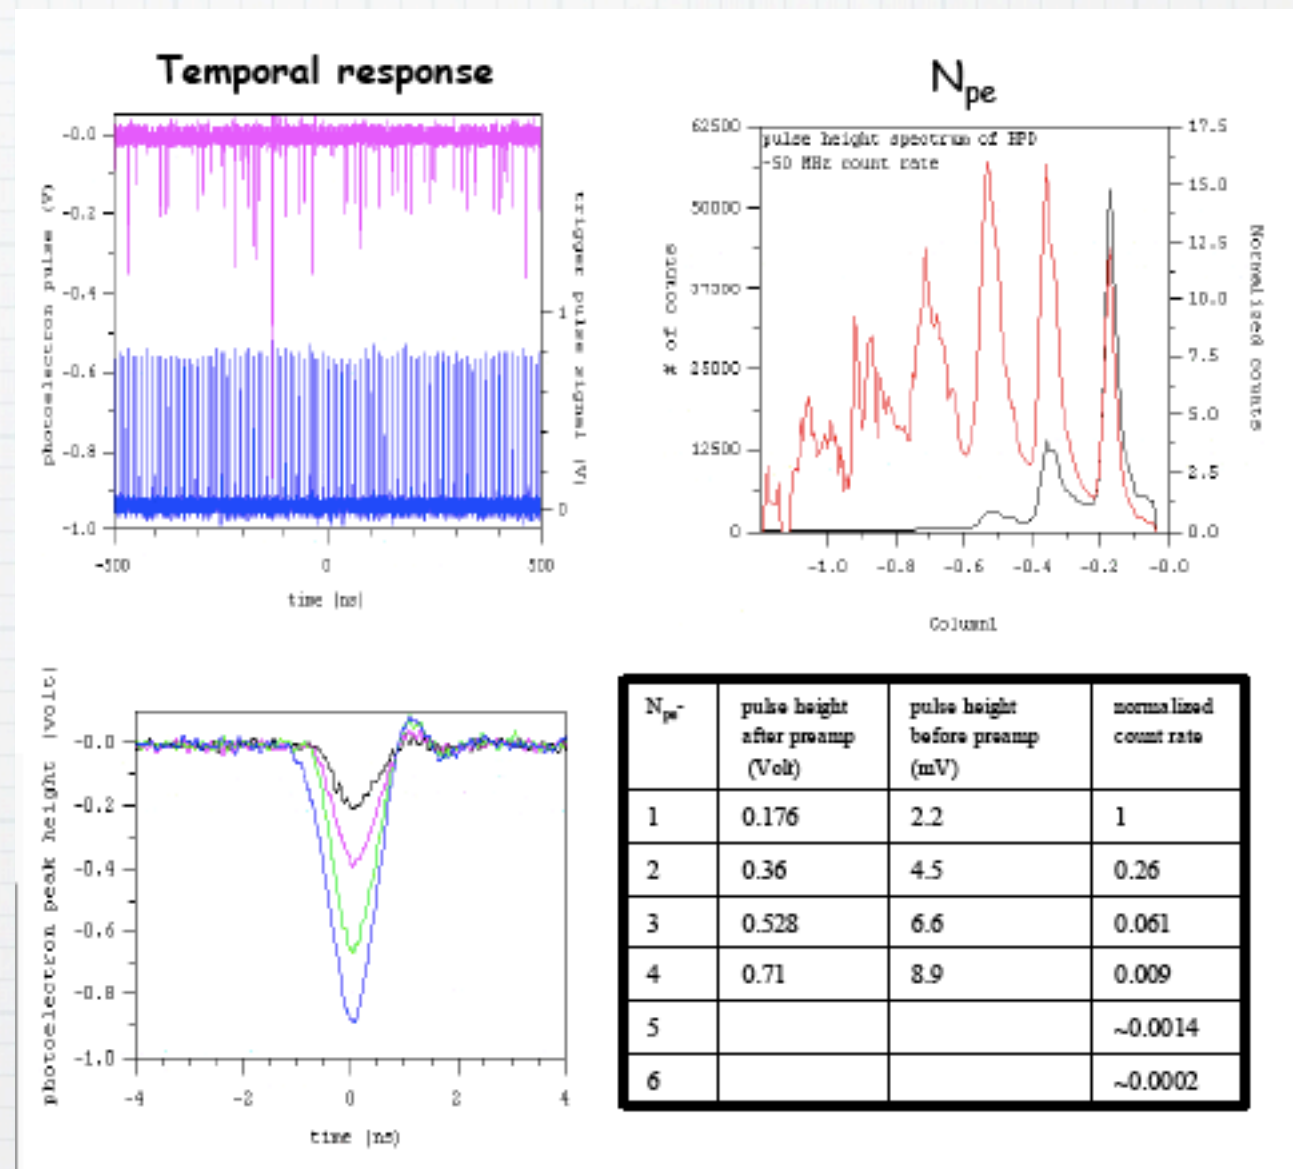 Temporal response
-0.0
-0.2
-0.4
-0.6
-0.8
-1.0
photoelectron pulse (V)
1
0
trigger pulse signal (V)
-500 0 500
time (ns)
Npe
pulse height spectrum of HPD
~50 MHz count rate
62500
50000
37500
25000
12500
0
# of counts
17.5
15.0
12.5
10.0
7.5
5.0
2.5
0.0
Normalized counts
-1.0 -0.8 -0.6 -0.4 -0.2 -0.0
Column1
photoelectron peak height (volt)
-0.0
-0.2
-0.4
-0.6
-0.8
-1.0
-4 -2 0 2 4
time (ns)
Npe- pulse height after preamp (Volt) pulse height before preamp (mV) normalized count rate
1 0.176 2.2 1
2 0.36 4.5 0.26
3 0.528 6.6 0.061
4 0.71 8.9 0.009
5 ~0.0014
6 ~0.0002